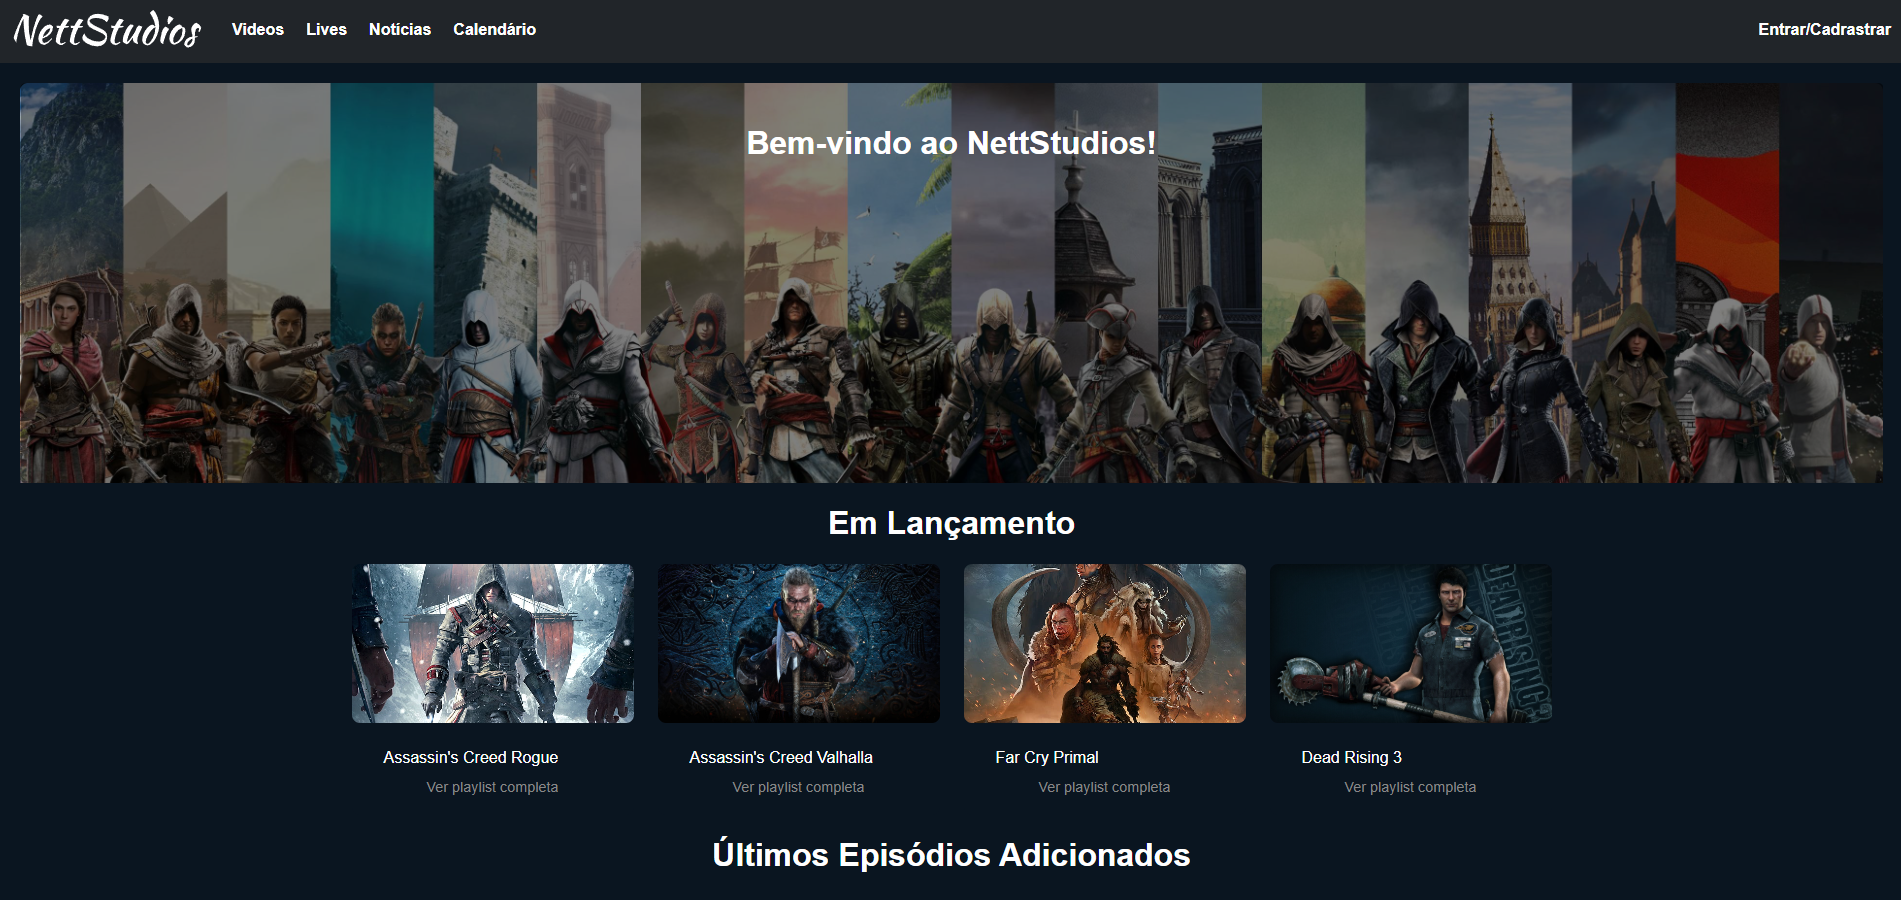 NettStudios
Videos Lives Notícias Calendário Entrar/Cadrastrar
Bem-vindo ao NettStudios!
Em Lançamento
Assassin's Creed Rogue
Ver playlist completa
Assassin's Creed Valhalla
Ver playlist completa
Far Cry Primal
Ver playlist completa
Dead Rising 3
Ver playlist completa
Últimos Episódios Adicionados